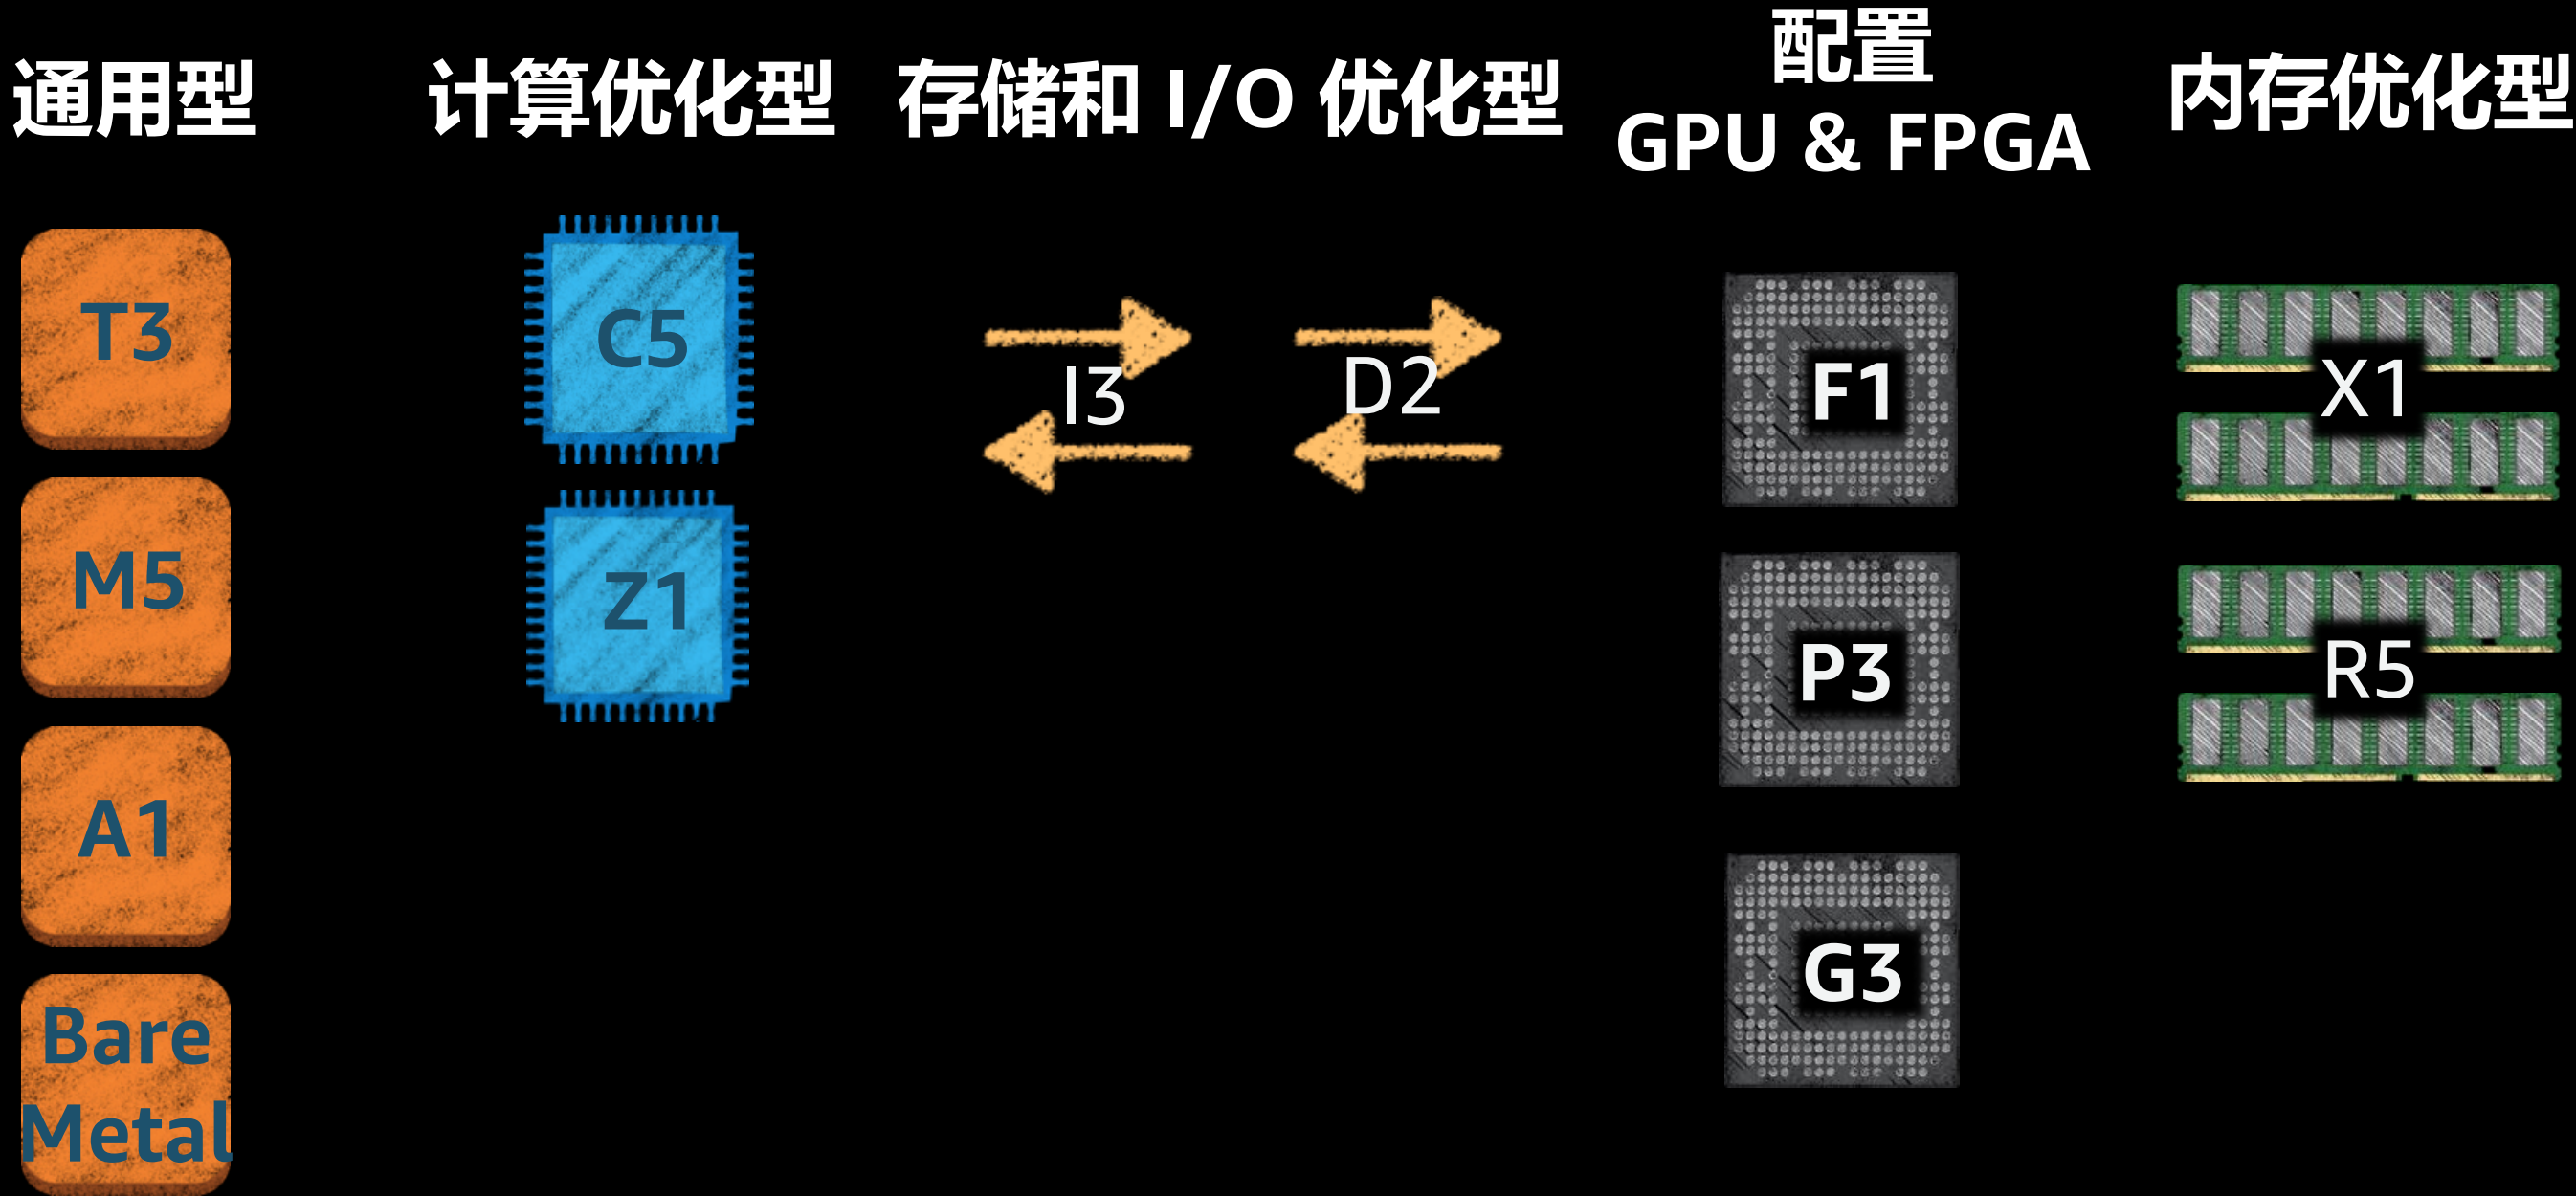 通用型
T3
M5
A1
Bare
Metal
计算优化型
C5
Z1
存储和 I/O 优化型
I3
D2
配置
GPU & FPGA
F1
P3
G3
内存优化型
X1
R5